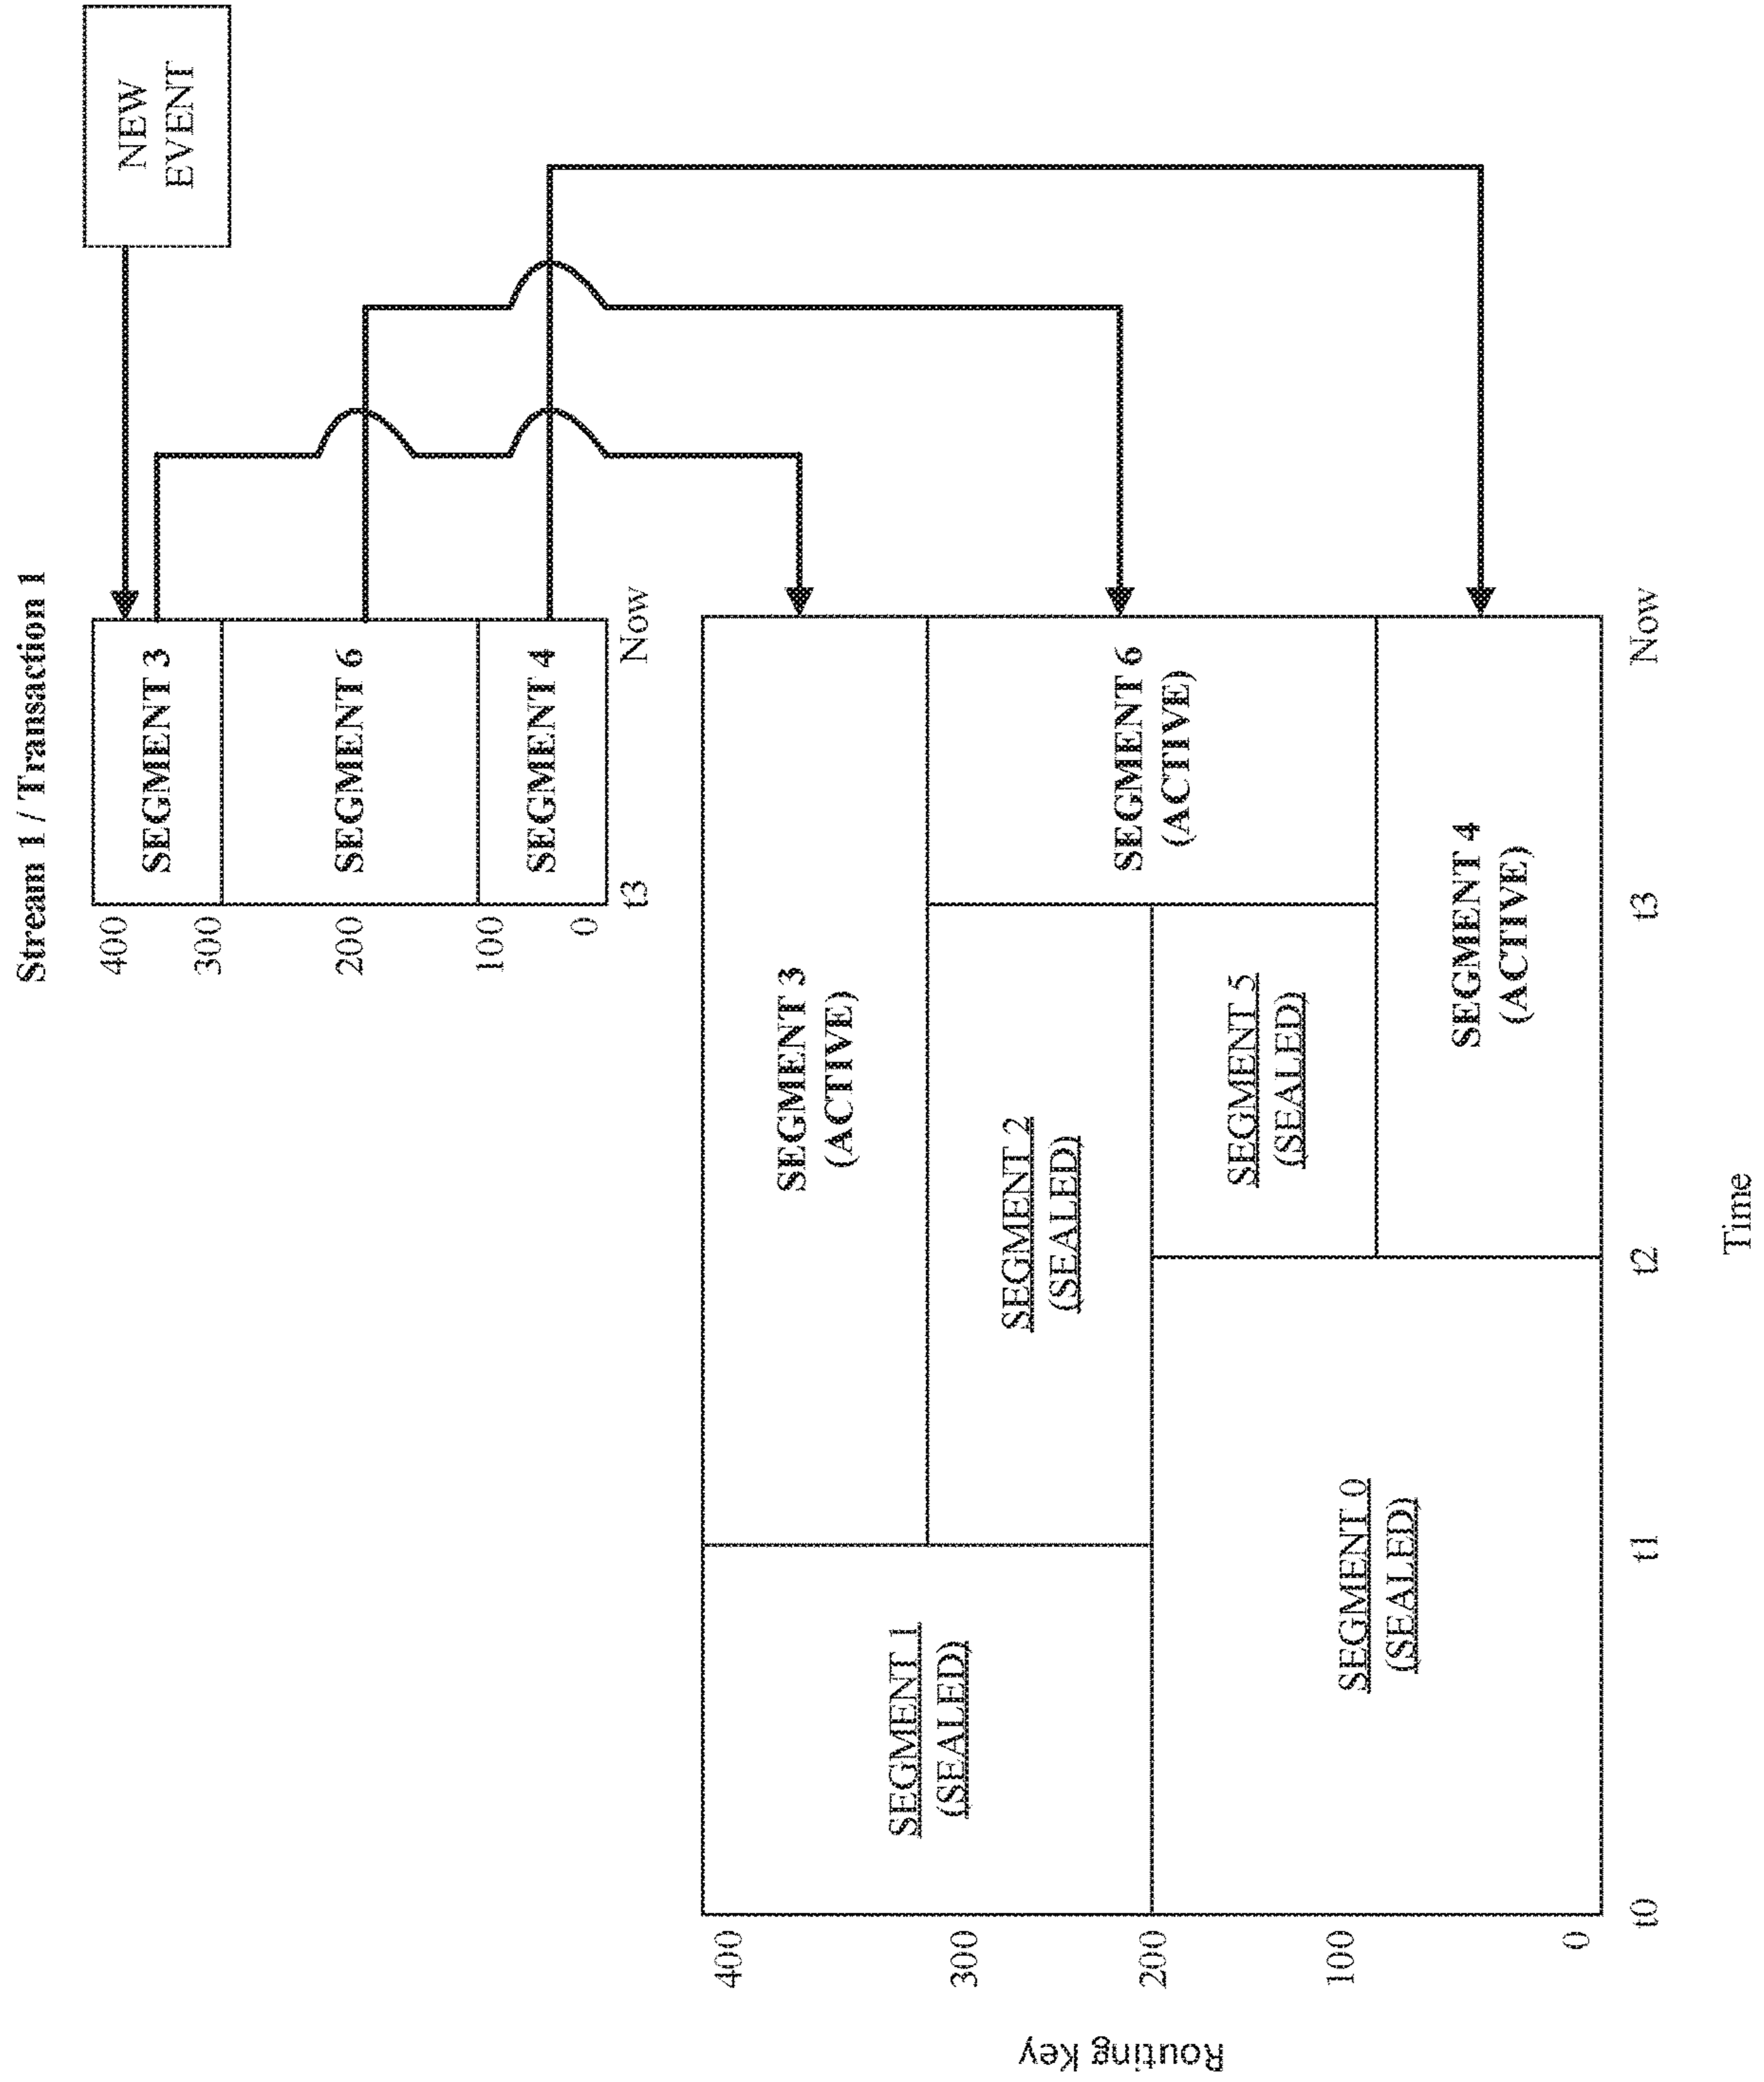 Stream 1 / Transaction 1
NEW
EVENT
400
300
200
100
0
SEGMENT 3
SEGMENT 6
SEGMENT 4
t3
Now
Routing Key
400
300
200
100
0
SEGMENT 1
(SEALED)
SEGMENT 0
(SEALED)
SEGMENT 3
(ACTIVE)
SEGMENT 2
(SEALED)
SEGMENT 5
(SEALED)
SEGMENT 6
(ACTIVE)
SEGMENT 4
(ACTIVE)
t0
t1
t2
t3
Now
Time